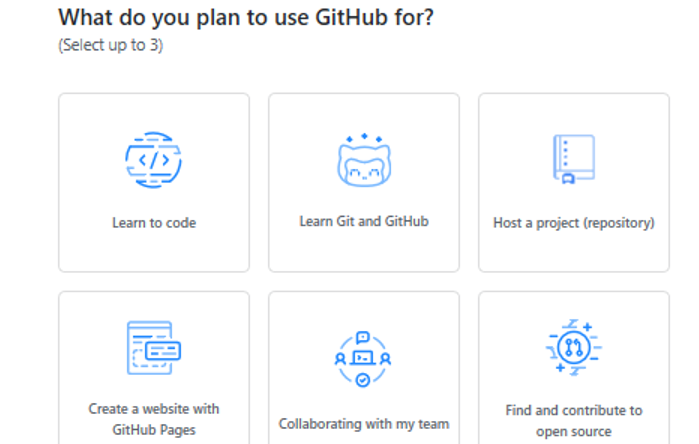 What do you plan to use GitHub for?
(Select up to 3)
Learn to code
Learn Git and GitHub
Host a project (repository)
Create a website with
GitHub Pages
Collaborating with my team
Find and contribute to
open source